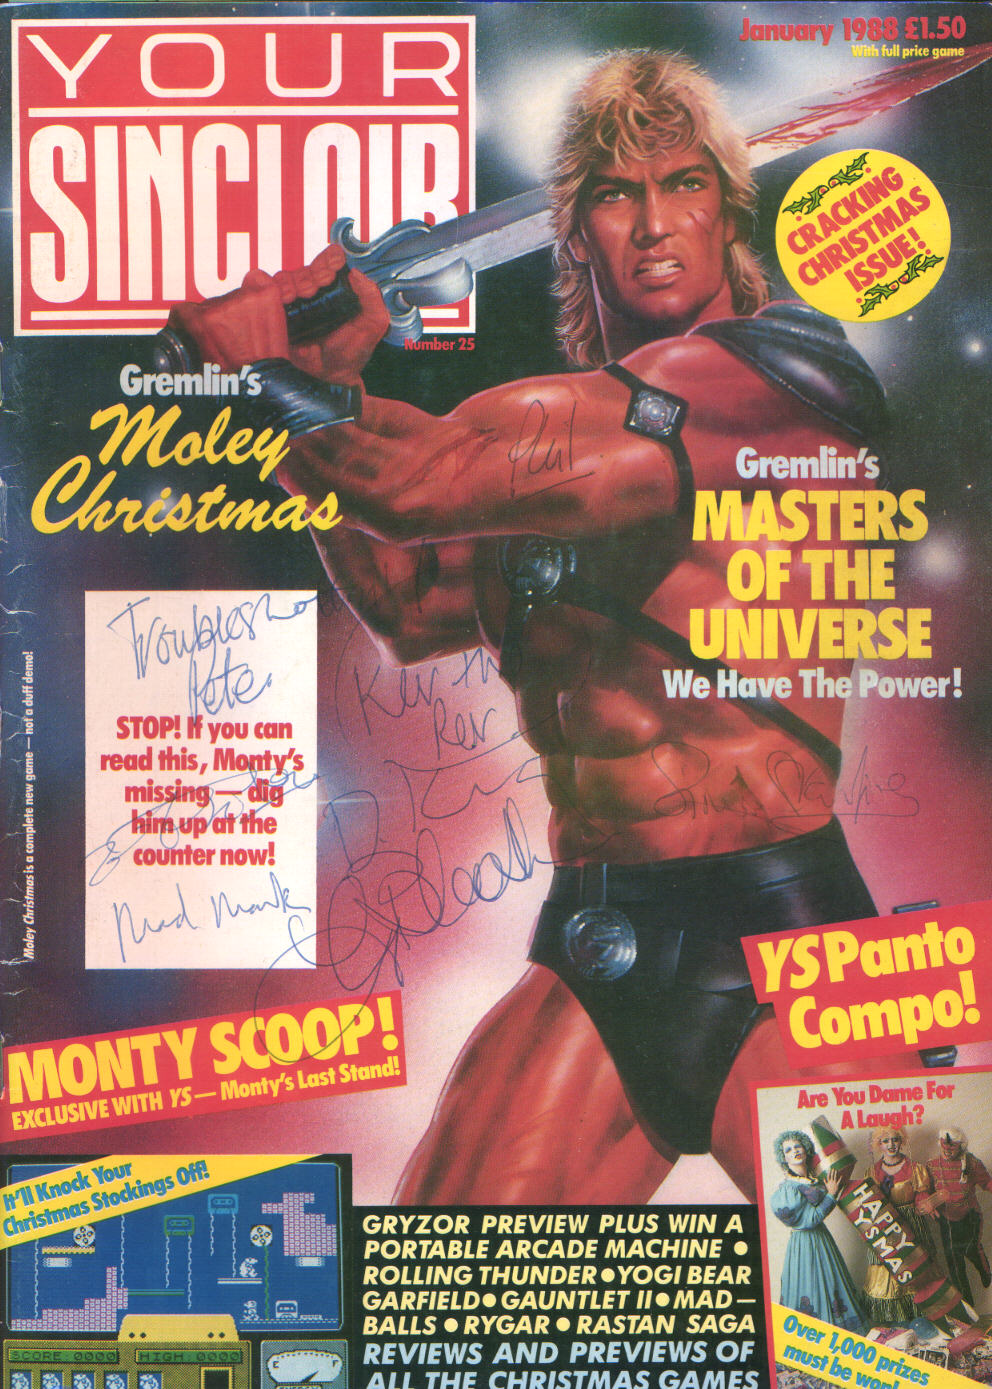 January 1988 £1.50
With full price game
YOUR
SINCLAIR
Number 25
CRACKING
CHRISTMAS
ISSUE!
Gremlin's
Moley
Christmas
Gremlin's
MASTERS
OF THE
UNIVERSE
We Have The Power!
Phil
Troubleshoo
Pete
STOP! If you can
read this, Monty's
missing — dig
him up at the
counter now!
Kev the
Rev
Mad Mark
Moley Christmas is a complete new game — not a duff demo!
MONTY SCOOP!
EXCLUSIVE WITH YS — Monty's Last Stand!
YS Panto
Compo!
Are You Dame For
A Laugh?
HAPPY
YSMAS
Over 1,000 prizes
must be won!
It'll Knock Your
Christmas Stockings Off!
SCORE: 0000 HIGH: 0000
E F
GRYZOR PREVIEW PLUS WIN A
PORTABLE ARCADE MACHINE •
ROLLING THUNDER • YOGI BEAR
GARFIELD • GAUNTLET II • MAD—
BALLS • RYGAR • RASTAN SAGA
REVIEWS AND PREVIEWS OF
ALL THE CHRISTMAS GAMES